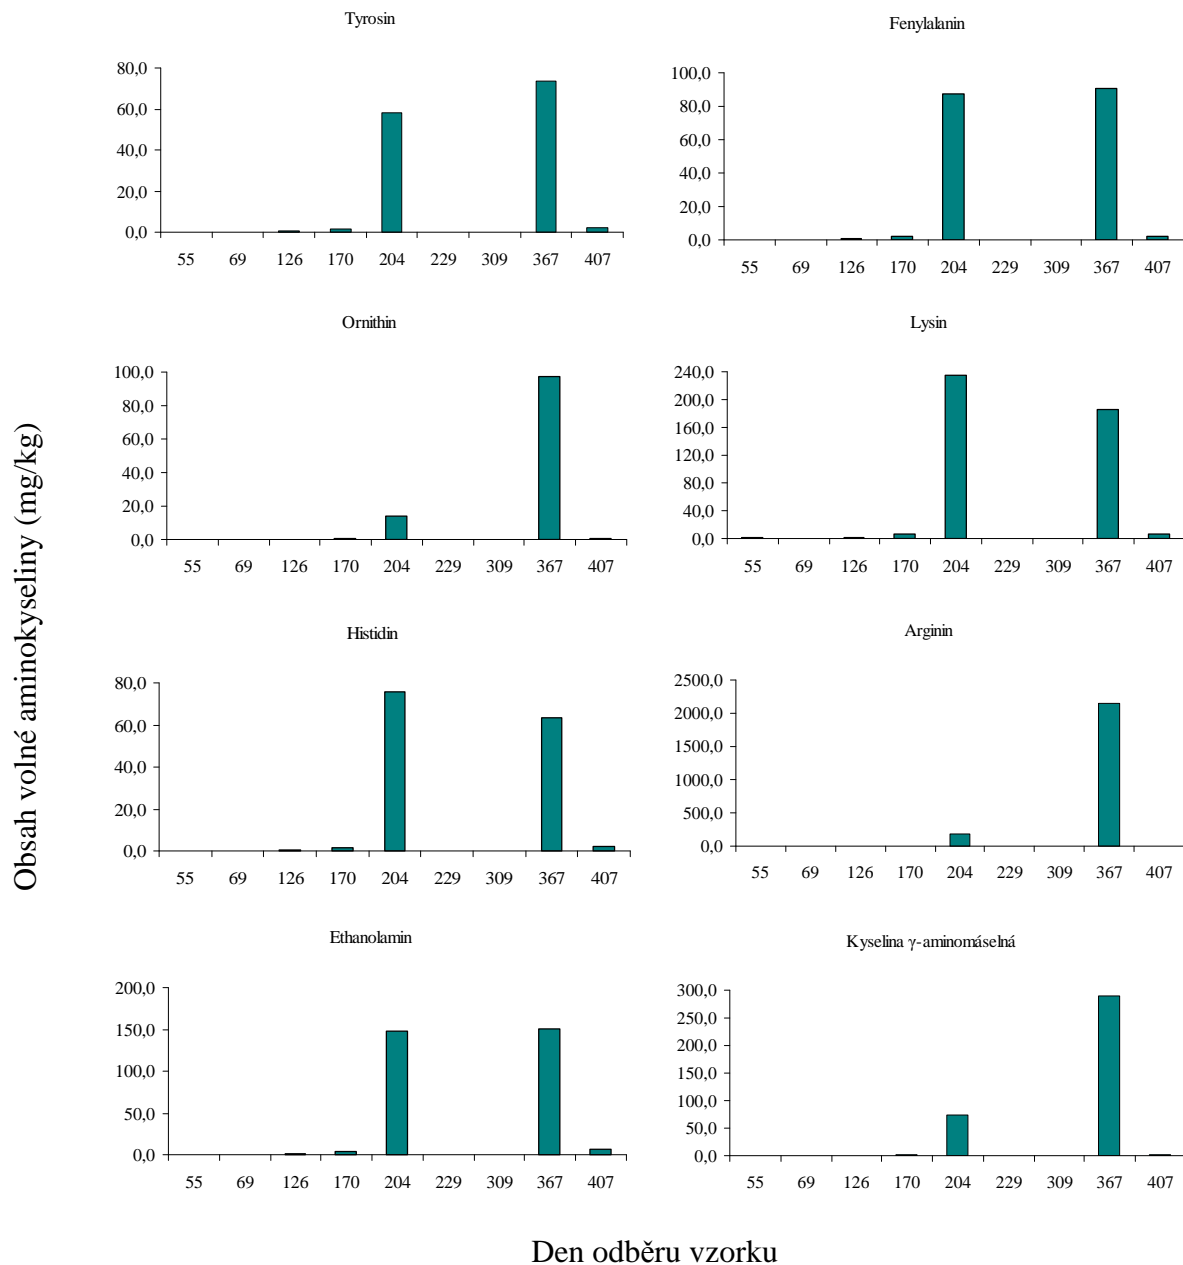 Tyrosin
80,0
60,0
40,0
20,0
0,0
55 69 126 170 204 229 309 367 407
Fenylalanin
100,0
80,0
60,0
40,0
20,0
0,0
55 69 126 170 204 229 309 367 407
Ornithin
100,0
80,0
60,0
40,0
20,0
0,0
55 69 126 170 204 229 309 367 407
Lysin
240,0
200,0
160,0
120,0
80,0
40,0
0,0
55 69 126 170 204 229 309 367 407
Obsah volné aminokyseliny (mg/kg)
Histidin
80,0
60,0
40,0
20,0
0,0
55 69 126 170 204 229 309 367 407
Arginin
2500,0
2000,0
1500,0
1000,0
500,0
0,0
55 69 126 170 204 229 309 367 407
Ethanolamin
200,0
150,0
100,0
50,0
0,0
55 69 126 170 204 229 309 367 407
Kyselina γ-aminomáselná
300,0
250,0
200,0
150,0
100,0
50,0
0,0
55 69 126 170 204 229 309 367 407
Den odběru vzorku